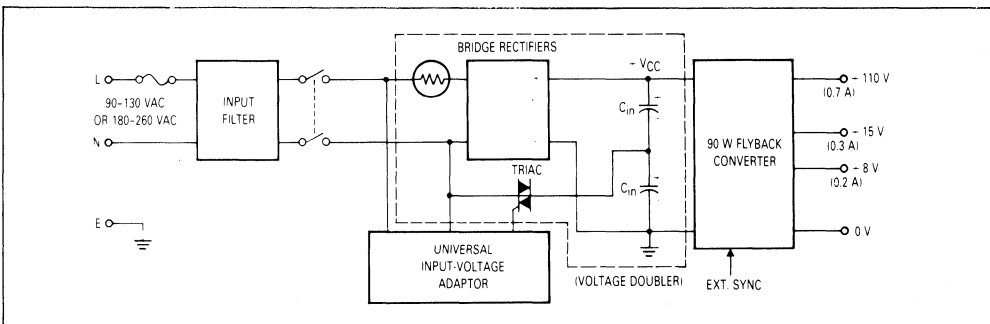 BRIDGE RECTIFIERS
+ VCC
L
90-130 VAC
OR 180-260 VAC
N
INPUT
FILTER
Cin
Cin
TRIAC
90 W FLYBACK
CONVERTER
+ 110 V
(0.7 A)
+ 15 V
(0.3 A)
+ 8 V
(0.2 A)
0 V
E
UNIVERSAL
INPUT-VOLTAGE
ADAPTOR
(VOLTAGE DOUBLER)
EXT. SYNC